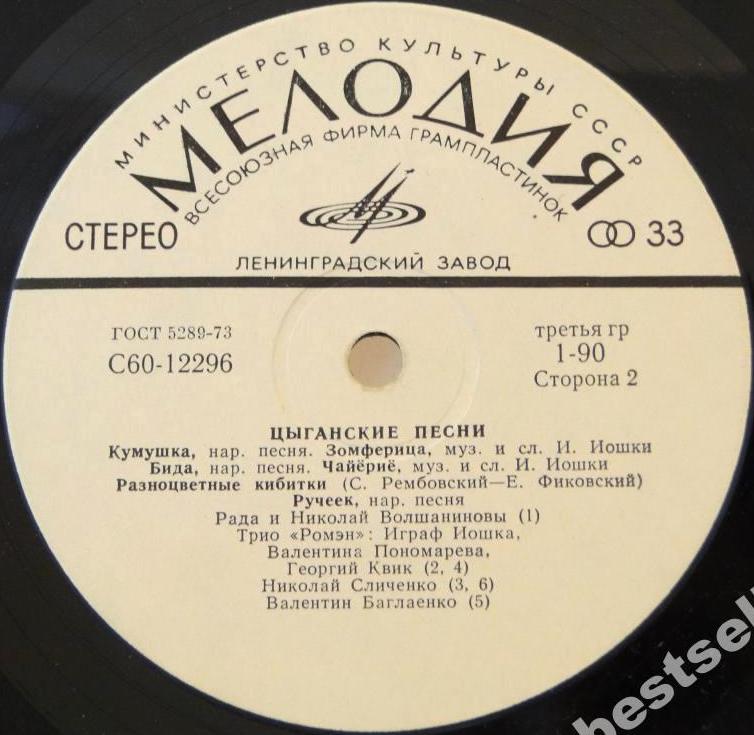 МИНИСТЕРСТВО КУЛЬТУРЫ СССР
МЕЛОДИЯ
ВСЕСОЮЗНАЯ ФИРМА ГРАМПЛАСТИНОК
СТЕРЕО
33
ЛЕНИНГРАДСКИЙ ЗАВОД
ГОСТ 5289-73
С60-12296
третья гр
1-90
Сторона 2
ЦЫГАНСКИЕ ПЕСНИ
Кумушка, нар. песня. Зомферица, муз. и сл. И. Иошки
Бида, нар. песня. Чайёриё, муз. и сл. И. Иошки
Разноцветные кибитки (С. Рембовский—Е. Фиковский)
Ручеек, нар. песня
Рада и Николай Волшаниновы (1)
Трио «Ромэн»: Играф Иошка,
Валентина Пономарева,
Георгий Квик (2, 4)
Николай Сличенко (3, 6)
Валентин Баглаенко (5)
bestsell